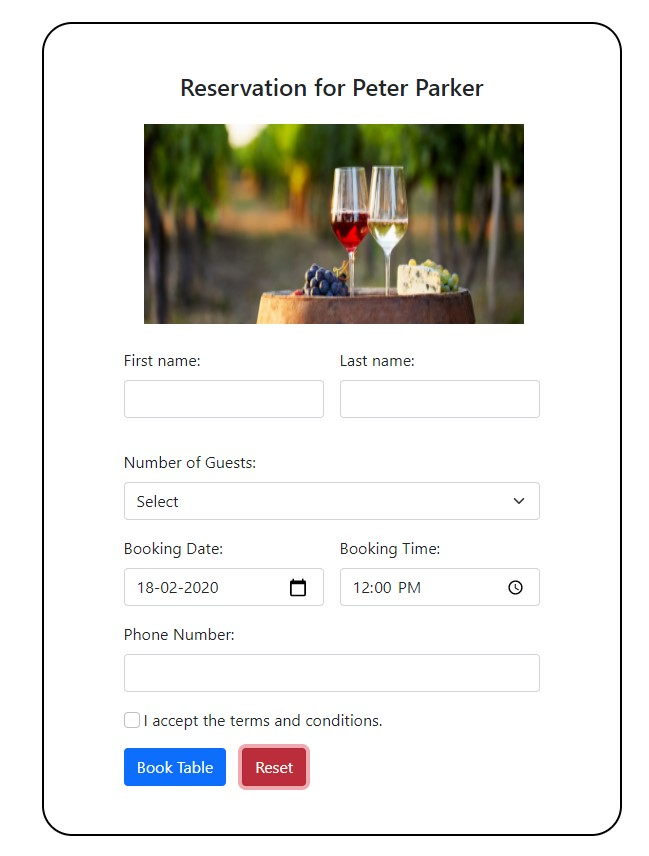 Reservation for Peter Parker
First name: Last name:
Number of Guests:
Select
Booking Date: Booking Time:
18-02-2020 12:00 PM
Phone Number:
I accept the terms and conditions.
Book Table Reset